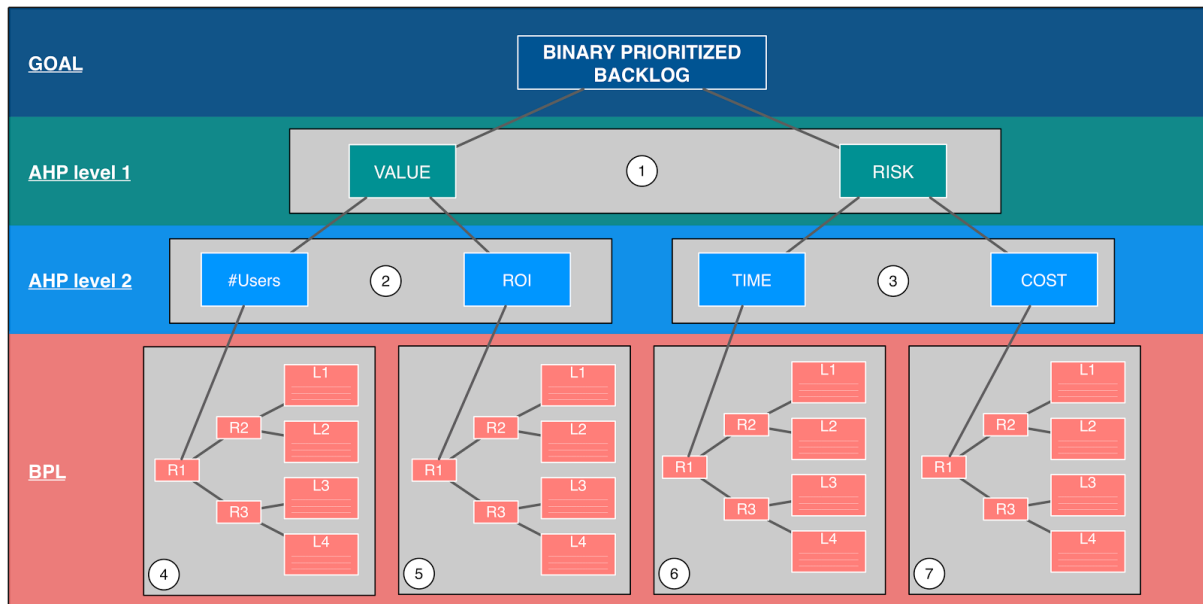 GOAL
BINARY PRIORITIZED
BACKLOG
AHP level 1
VALUE
1
RISK
AHP level 2
#Users
2
ROI
TIME
3
COST
BPL
R1
R2
R3
L1
L2
L3
L4
4
R1
R2
R3
L1
L2
L3
L4
5
R1
R2
R3
L1
L2
L3
L4
6
R1
R2
R3
L1
L2
L3
L4
7